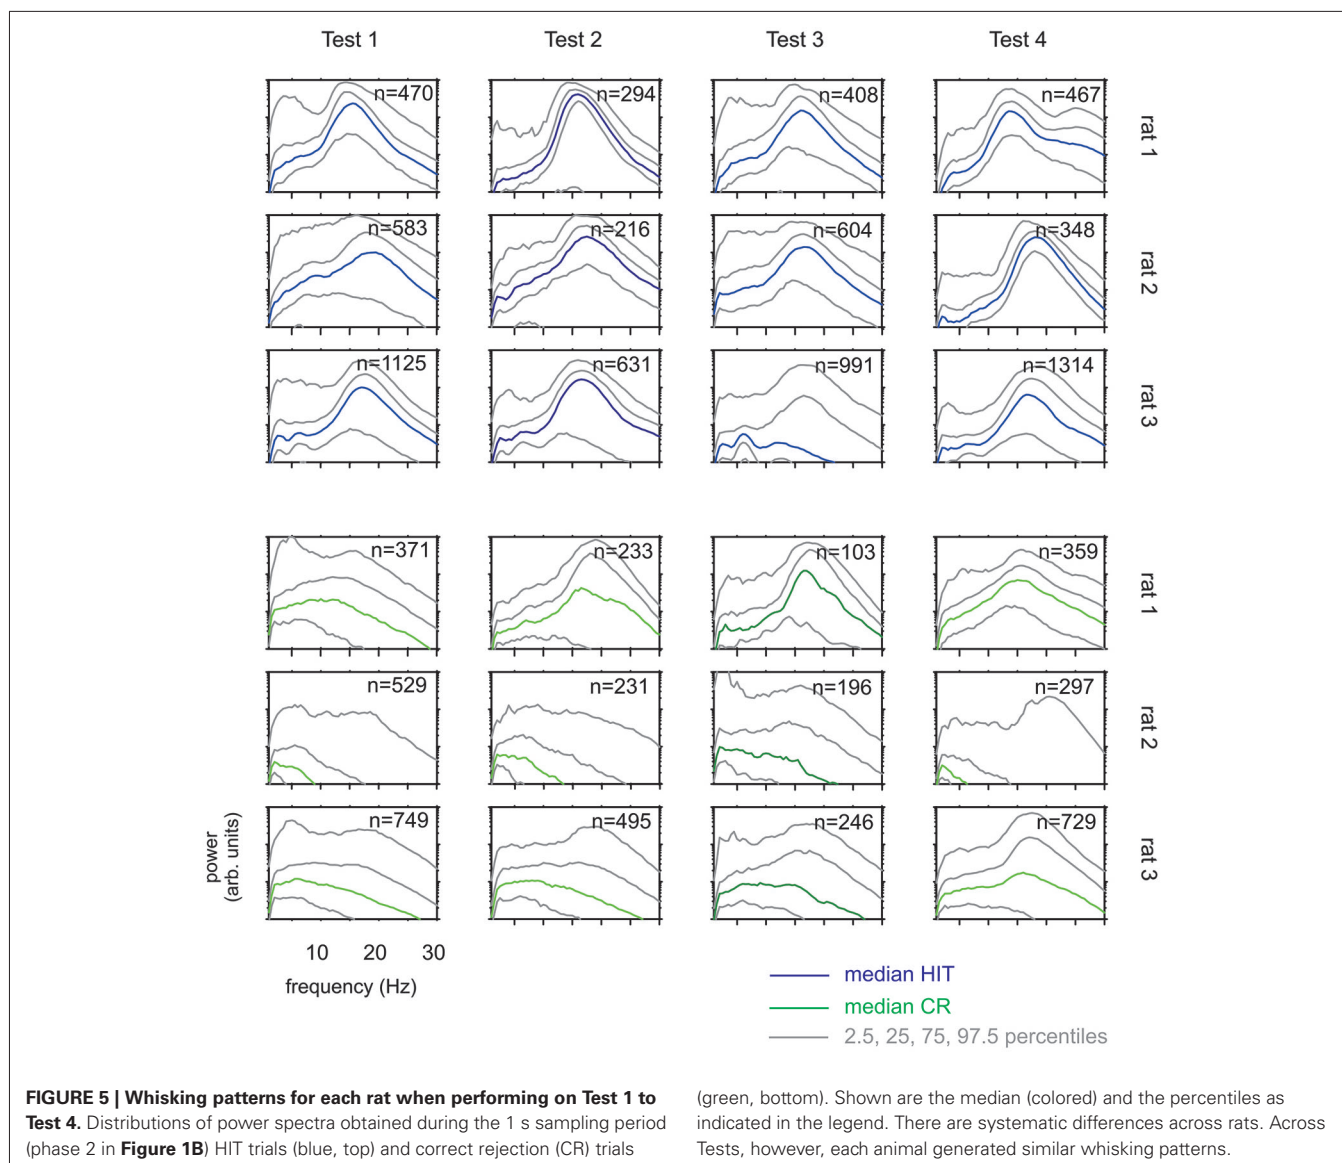 Test 1 Test 2 Test 3 Test 4
n=470 n=294 n=408 n=467 rat 1
n=583 n=216 n=604 n=348 rat 2
n=1125 n=631 n=991 n=1314 rat 3
n=371 n=233 n=103 n=359 rat 1
n=529 n=231 n=196 n=297 rat 2
n=749 n=495 n=246 n=729 rat 3
power
(arb. units)
10 20 30
frequency (Hz)
median HIT
median CR
2.5, 25, 75, 97.5 percentiles
FIGURE 5 | Whisking patterns for each rat when performing on Test 1 to
Test 4. Distributions of power spectra obtained during the 1 s sampling period
(phase 2 in Figure 1B) HIT trials (blue, top) and correct rejection (CR) trials
(green, bottom). Shown are the median (colored) and the percentiles as
indicated in the legend. There are systematic differences across rats. Across
Tests, however, each animal generated similar whisking patterns.